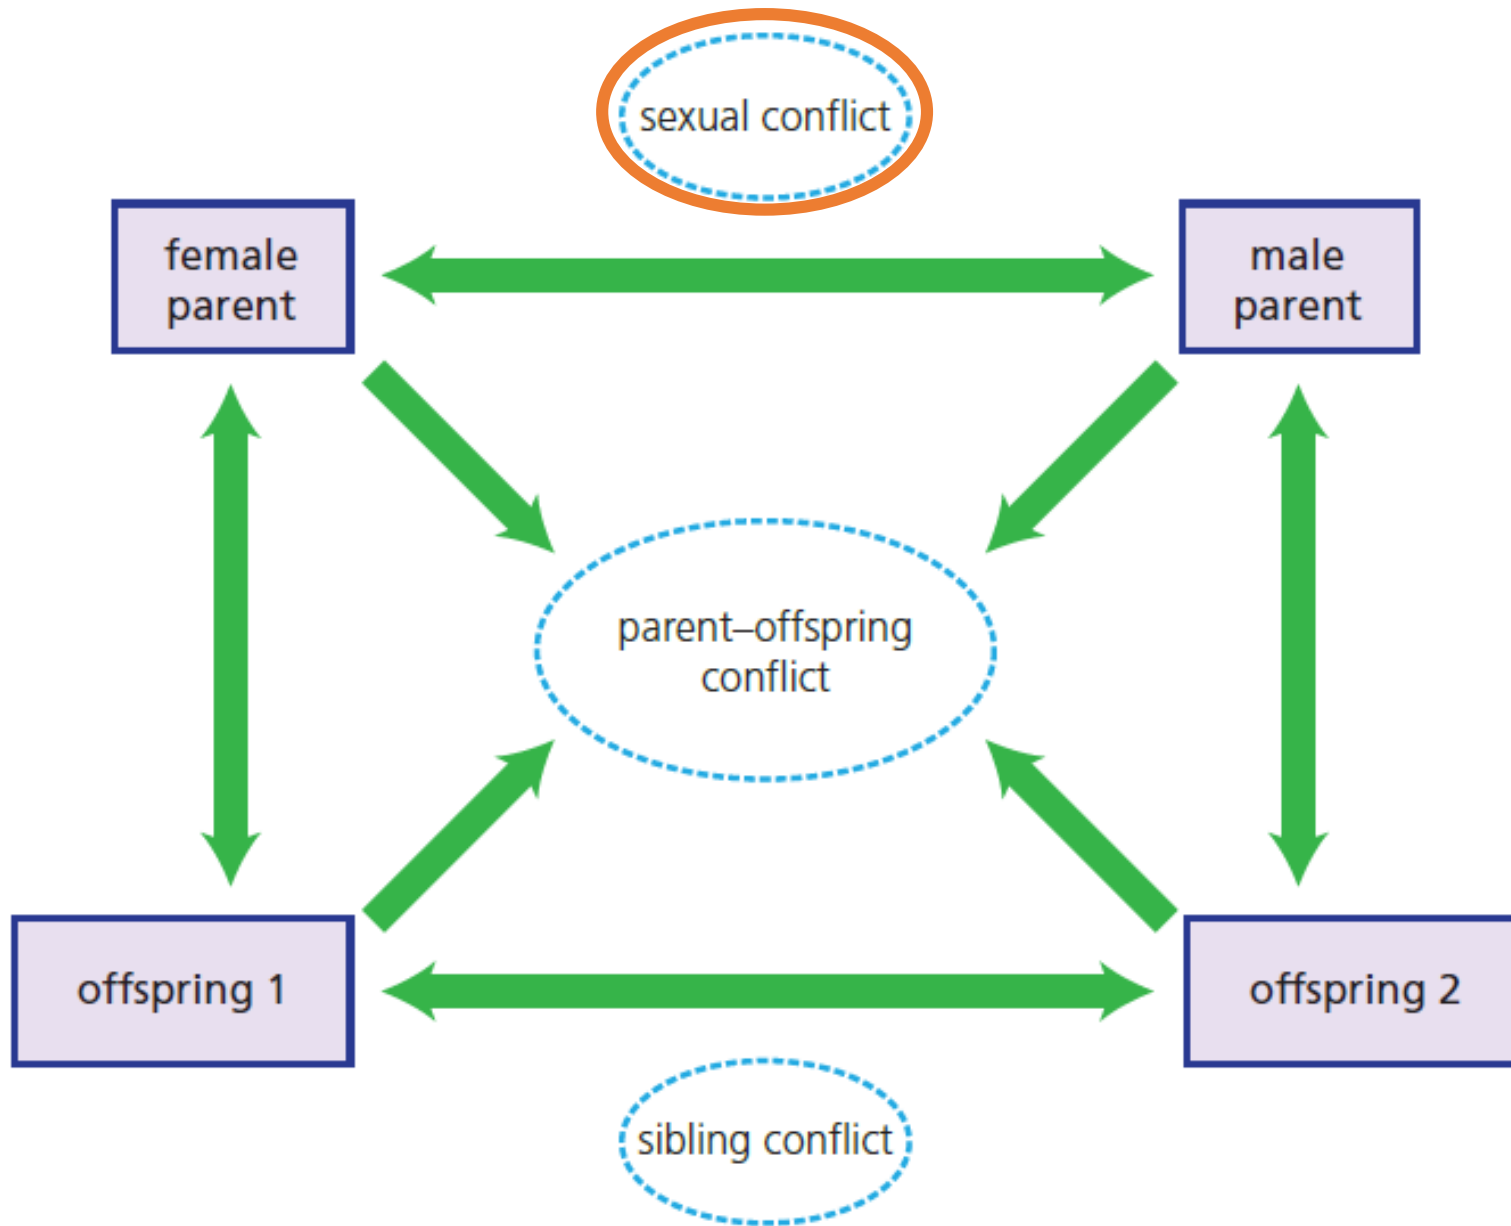 sexual conflict
female
parent
male
parent
parent–offspring
conflict
offspring 1
offspring 2
sibling conflict